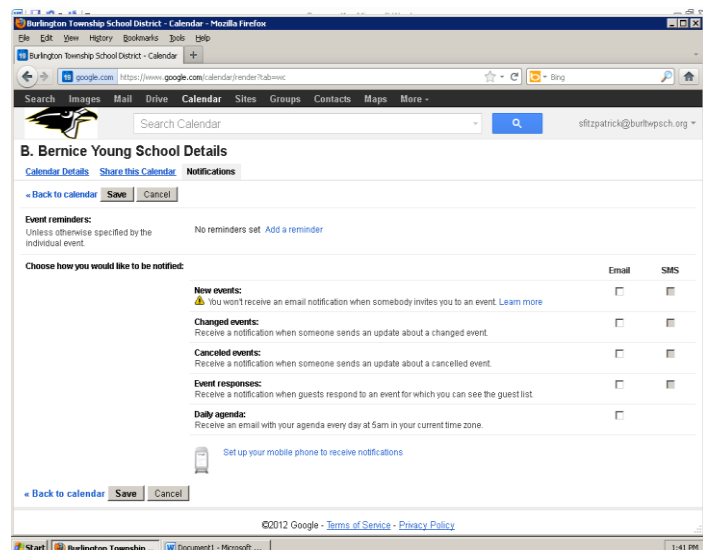 Burlington Township School District - Calendar - Mozilla Firefox
File Edit View History Bookmarks Tools Help
Burlington Township School District - Calendar +
google.com https://www.google.com/calendar/render?tab=wc Bing
Search Images Mail Drive Calendar Sites Groups Contacts Maps More
Search Calendar sfitzpatrick@burltwpsch.org
B. Bernice Young School Details
Calendar Details Share this Calendar Notifications
« Back to calendar Save Cancel
Event reminders:
Unless otherwise specified by the
individual event.
No reminders set Add a reminder
Choose how you would like to be notified:
Email SMS
New events:
You won't receive an email notification when somebody invites you to an event. Learn more
Changed events:
Receive a notification when someone sends an update about a changed event.
Canceled events:
Receive a notification when someone sends an update about a cancelled event.
Event responses:
Receive a notification when guests respond to an event for which you can see the guest list.
Daily agenda:
Receive an email with your agenda every day at 5am in your current time zone.
Set up your mobile phone to receive notifications
« Back to calendar Save Cancel
©2012 Google - Terms of Service - Privacy Policy
Start Burlington Township ... Document1 - Microsoft ... 1:41 PM